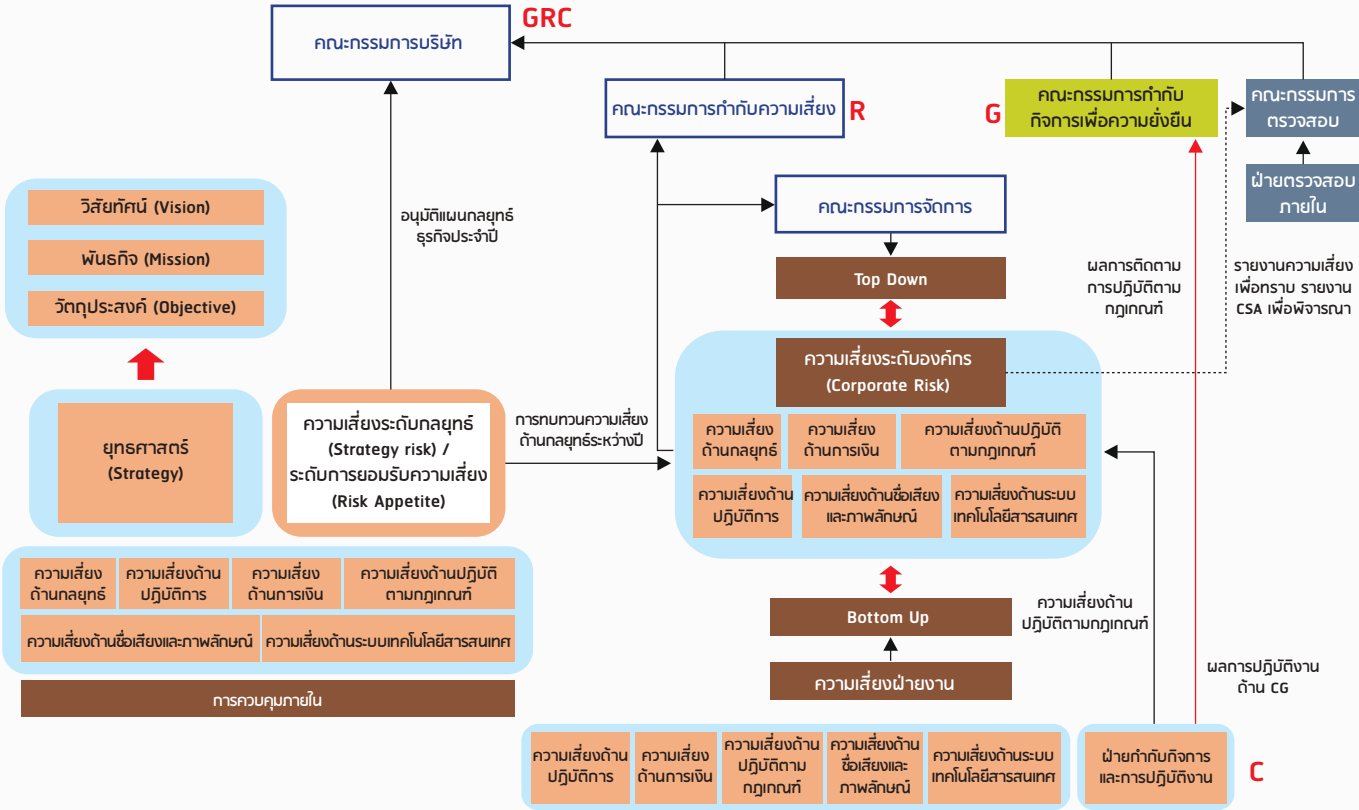 GRC
คณะกรรมการบริษัท
คณะกรรมการกำกับความเสี่ยง
R
G
คณะกรรมการกำกับ
กิจการเพื่อความยั่งยืน
คณะกรรมการ
ตรวจสอบ
ฝ่ายตรวจสอบ
ภายใน
คณะกรรมการจัดการ
อนุมัติแผนกลยุทธ์
ธุรกิจประจำปี
วิสัยทัศน์ (Vision)
พันธกิจ (Mission)
วัตถุประสงค์ (Objective)
Top Down
ผลการติดตาม
การปฏิบัติตาม
กฎเกณฑ์
รายงานความเสี่ยง
เพื่อทราบ รายงาน
CSA เพื่อพิจารณา
ความเสี่ยงระดับองค์กร
(Corporate Risk)
ยุทธศาสตร์
(Strategy)
ความเสี่ยงระดับกลยุทธ์
(Strategy risk) /
ระดับการยอมรับความเสี่ยง
(Risk Appetite)
การทบทวนความเสี่ยง
ด้านกลยุทธ์ระหว่างปี
ความเสี่ยง
ด้านกลยุทธ์
ความเสี่ยง
ด้านการเงิน
ความเสี่ยงด้านปฏิบัติ
ตามกฎเกณฑ์
ความเสี่ยงด้าน
ปฏิบัติการ
ความเสี่ยงด้านชื่อเสียง
และภาพลักษณ์
ความเสี่ยงด้านระบบ
เทคโนโลยีสารสนเทศ
ความเสี่ยง
ด้านกลยุทธ์
ความเสี่ยงด้าน
ปฏิบัติการ
ความเสี่ยง
ด้านการเงิน
ความเสี่ยงด้านปฏิบัติ
ตามกฎเกณฑ์
ความเสี่ยงด้านชื่อเสียงและภาพลักษณ์
ความเสี่ยงด้านระบบเทคโนโลยีสารสนเทศ
การควบคุมภายใน
Bottom Up
ความเสี่ยงด้าน
ปฏิบัติตามกฎเกณฑ์
ความเสี่ยงฝ่ายงาน
ผลการปฏิบัติงาน
ด้าน CG
ความเสี่ยงด้าน
ปฏิบัติการ
ความเสี่ยง
ด้านการเงิน
ความเสี่ยงด้าน
ปฏิบัติตาม
กฎเกณฑ์
ความเสี่ยงด้าน
ชื่อเสียงและ
ภาพลักษณ์
ความเสี่ยงด้านระบบ
เทคโนโลยีสารสนเทศ
ฝ่ายกำกับกิจการ
และการปฏิบัติงาน
C